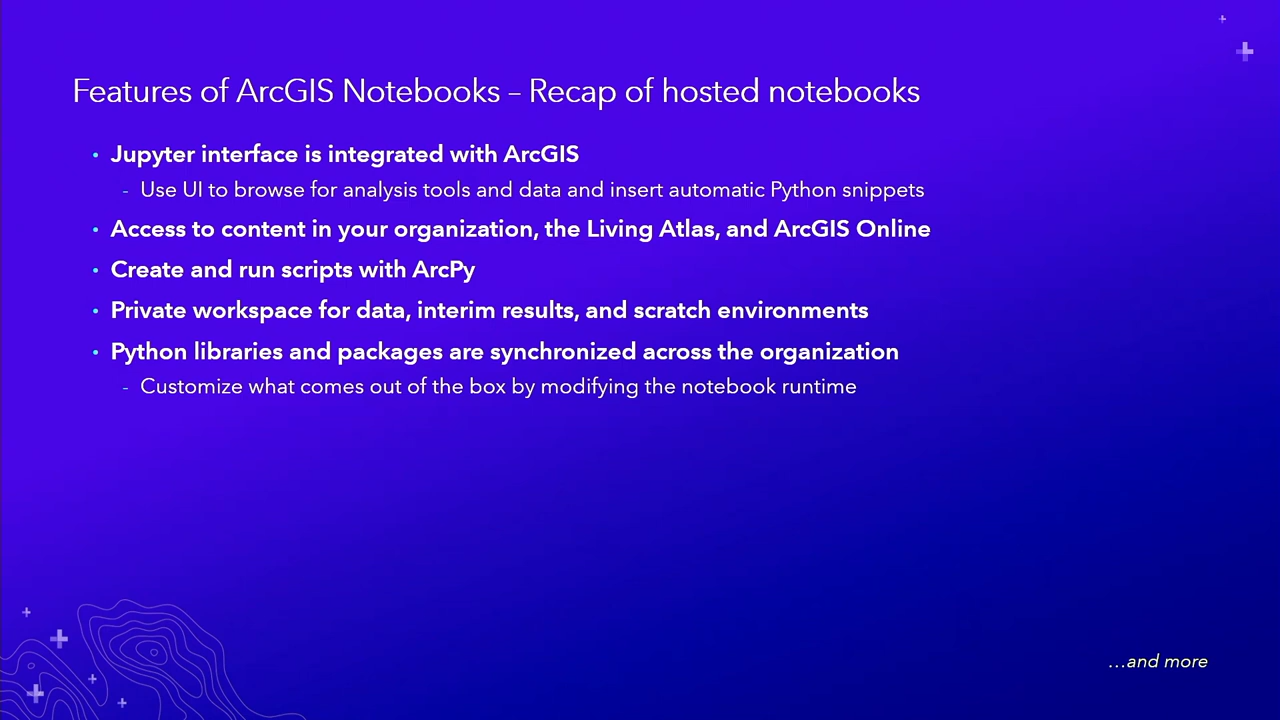 Features of ArcGIS Notebooks – Recap of hosted notebooks
• Jupyter interface is integrated with ArcGIS
- Use UI to browse for analysis tools and data and insert automatic Python snippets
• Access to content in your organization, the Living Atlas, and ArcGIS Online
• Create and run scripts with ArcPy
• Private workspace for data, interim results, and scratch environments
• Python libraries and packages are synchronized across the organization
- Customize what comes out of the box by modifying the notebook runtime
…and more